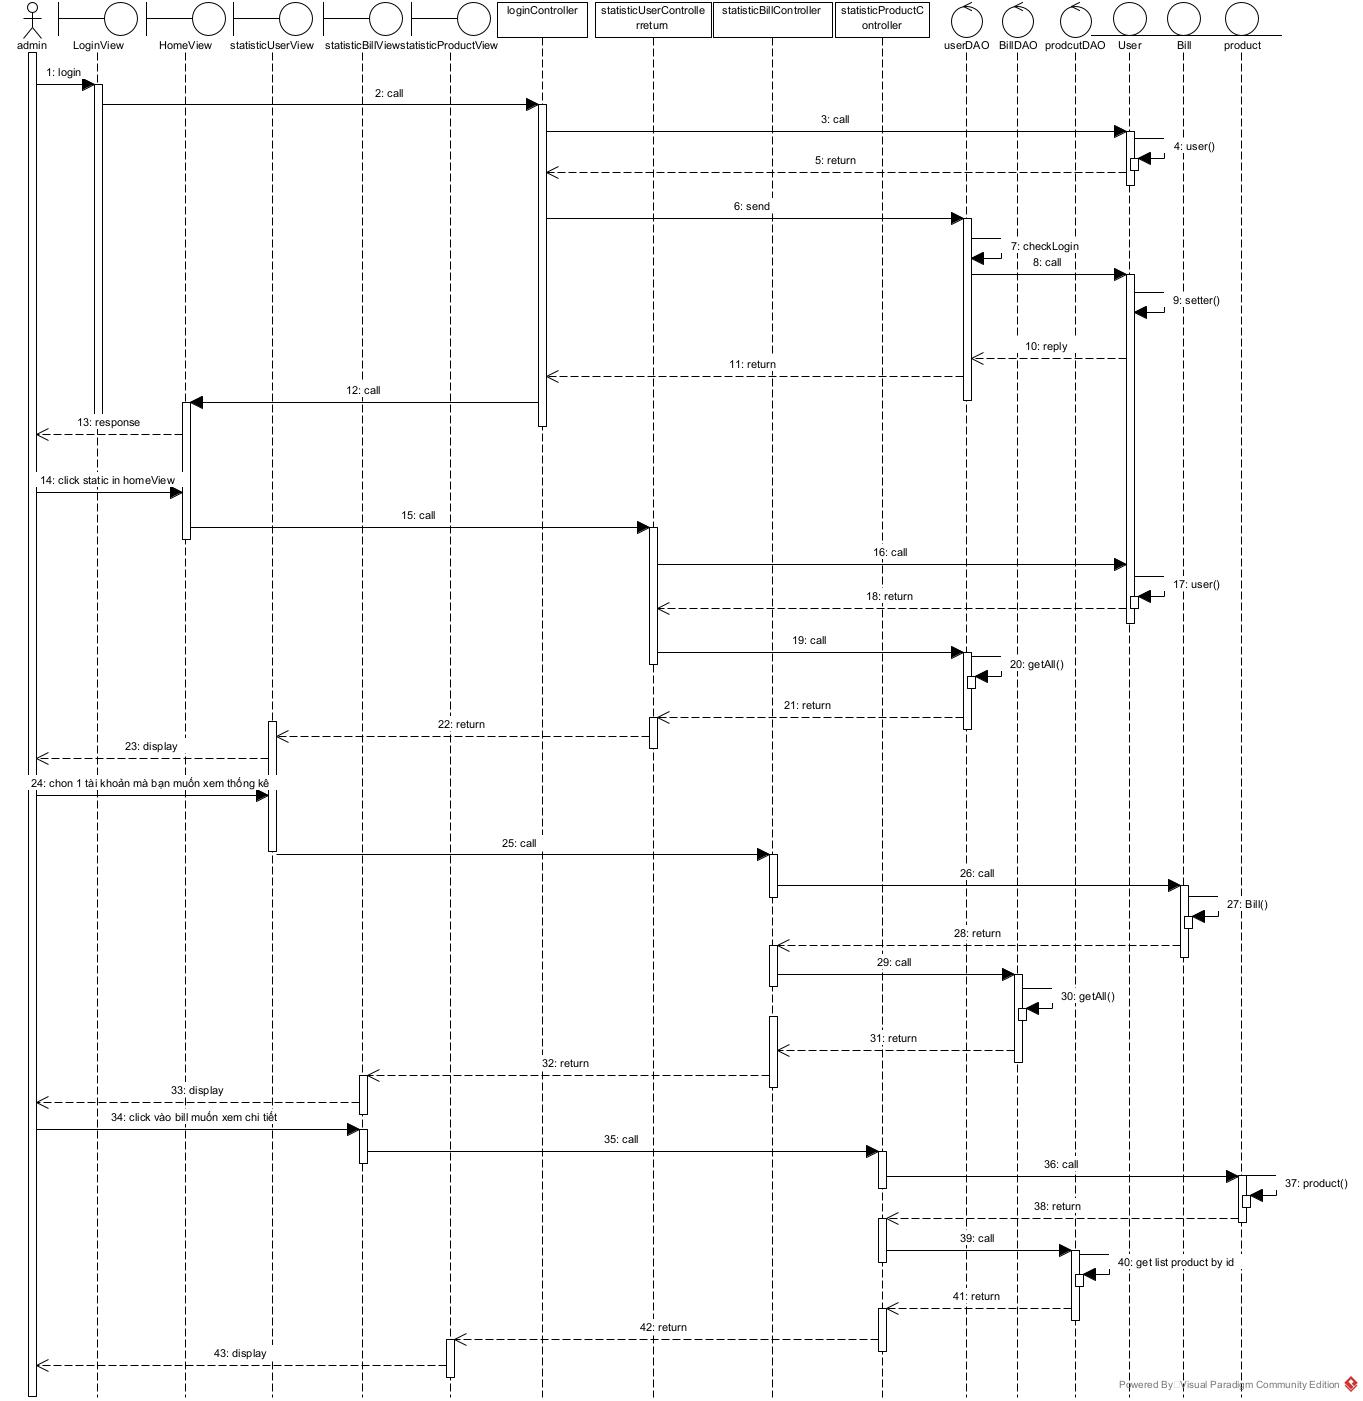 loginController
statisticUserControlle
rreturn
statisticBillController
statisticProductC
ontroller
admin
LoginView
HomeView
statisticUserView
statisticBillView
statisticProductView
userDAO
BillDAO
prodcutDAO
User
Bill
product
1: login
2: call
3: call
4: user()
5: return
6: send
7: checkLogin
8: call
9: setter()
10: reply
11: return
12: call
13: response
14: click static in homeView
15: call
16: call
17: user()
18: return
19: call
20: getAll()
21: return
22: return
23: display
24: chon 1 tài khoản mà bạn muốn xem thống kê
25: call
26: call
27: Bill()
28: return
29: call
30: getAll()
31: return
32: return
33: display
34: click vào bill muốn xem chi tiết
35: call
36: call
37: product()
38: return
39: call
40: get list product by id
41: return
42: return
43: display
Powered By Visual Paradigm Community Edition